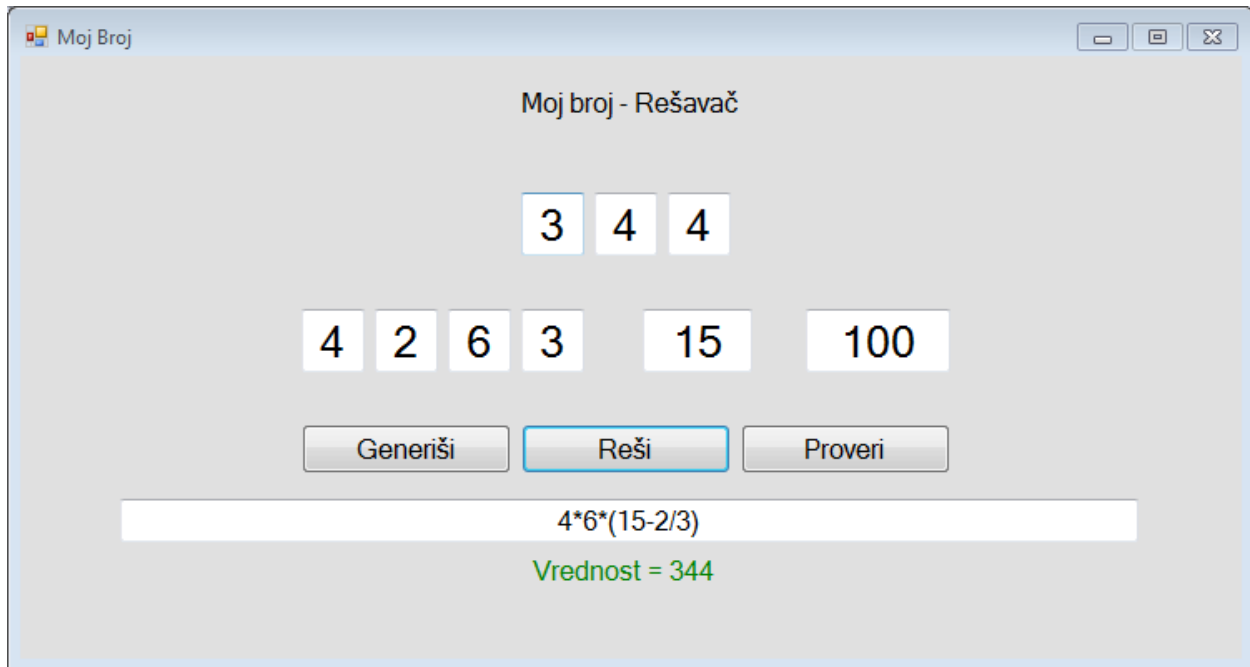 Moj Broj
Moj broj - Rešavač
3 4 4
4 2 6 3 15 100
Generiši Reši Proveri
4*6*(15-2/3)
Vrednost = 344